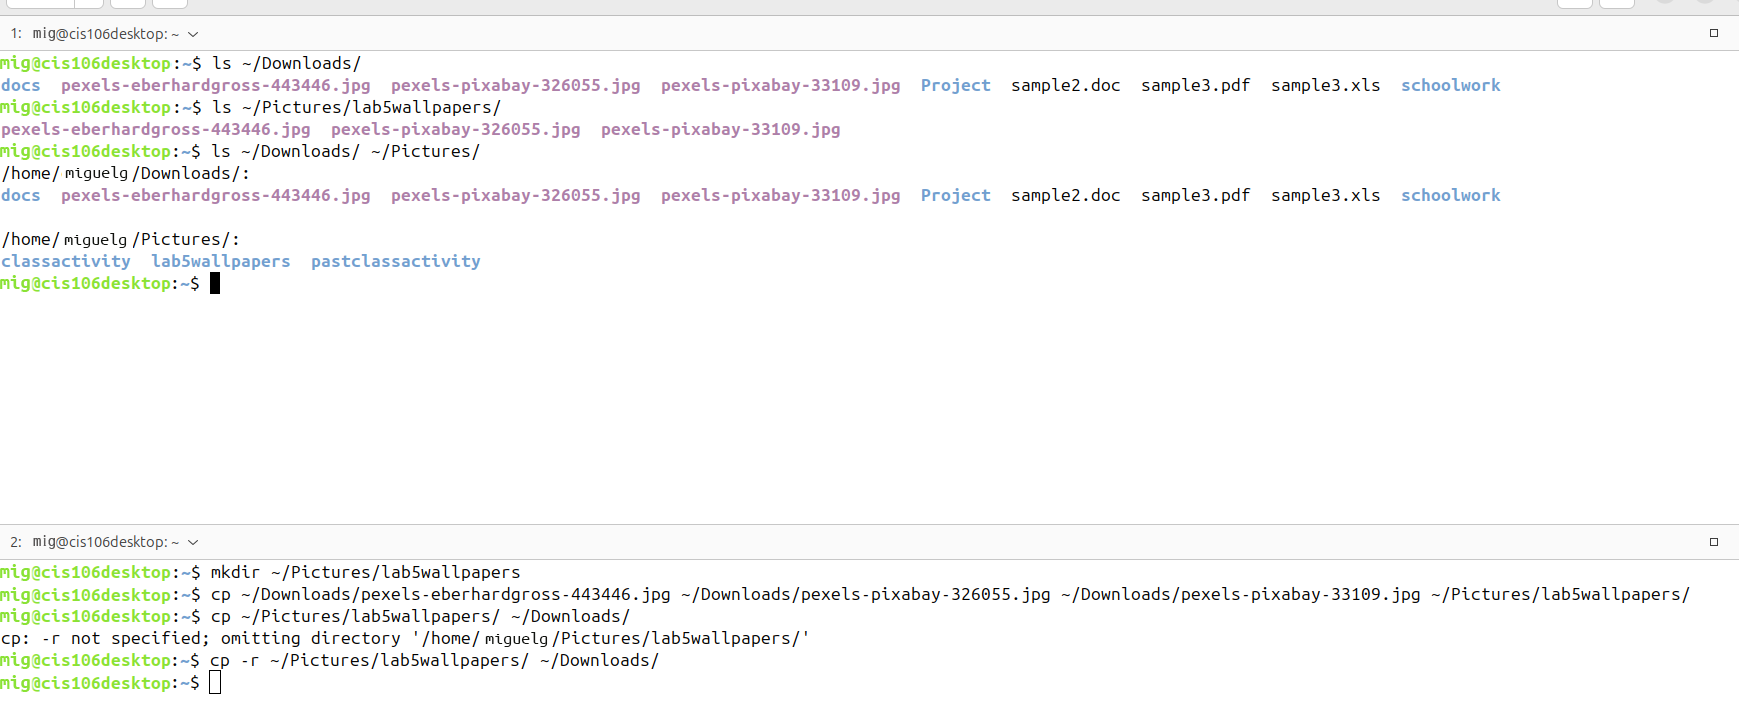 1: mig@cis106desktop: ~
mig@cis106desktop:~$ ls ~/Downloads/
docs  pexels-eberhardgross-443446.jpg  pexels-pixabay-326055.jpg  pexels-pixabay-33109.jpg  Project  sample2.doc  sample3.pdf  sample3.xls  schoolwork
mig@cis106desktop:~$ ls ~/Pictures/lab5wallpapers/
pexels-eberhardgross-443446.jpg  pexels-pixabay-326055.jpg  pexels-pixabay-33109.jpg
mig@cis106desktop:~$ ls ~/Downloads/ ~/Pictures/
/home/miguelg/Downloads/:
docs  pexels-eberhardgross-443446.jpg  pexels-pixabay-326055.jpg  pexels-pixabay-33109.jpg  Project  sample2.doc  sample3.pdf  sample3.xls  schoolwork
/home/miguelg/Pictures/:
classactivity  lab5wallpapers  pastclassactivity
mig@cis106desktop:~$
2: mig@cis106desktop: ~
mig@cis106desktop:~$ mkdir ~/Pictures/lab5wallpapers
mig@cis106desktop:~$ cp ~/Downloads/pexels-eberhardgross-443446.jpg ~/Downloads/pexels-pixabay-326055.jpg ~/Downloads/pexels-pixabay-33109.jpg ~/Pictures/lab5wallpapers/
mig@cis106desktop:~$ cp ~/Pictures/lab5wallpapers/ ~/Downloads/
cp: -r not specified; omitting directory '/home/miguelg/Pictures/lab5wallpapers/'
mig@cis106desktop:~$ cp -r ~/Pictures/lab5wallpapers/ ~/Downloads/
mig@cis106desktop:~$